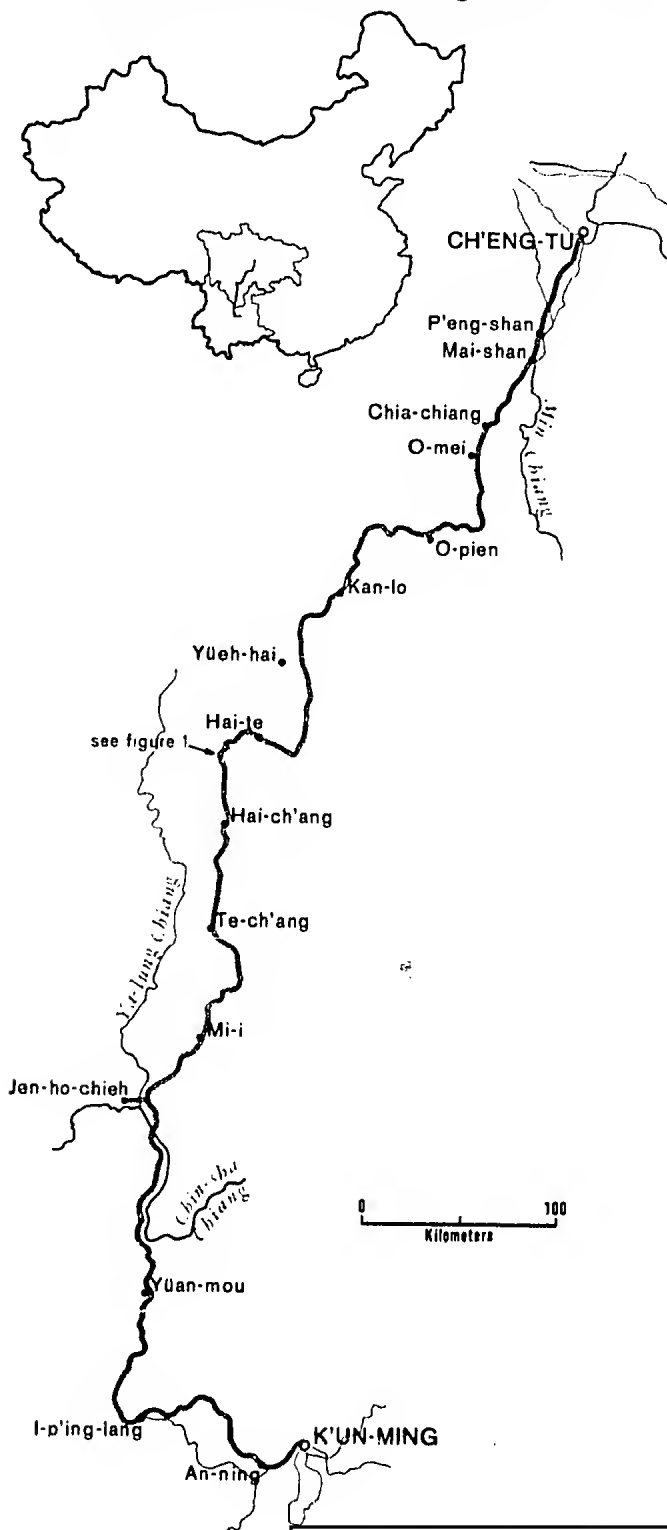 CH'ENG-TU
P'eng-shan
Mai-shan
Chia-chiang
Min Chiang
O-mei
O-pien
Kan-lo
Yüeh-hai
Hai-te
see figure 1
Hai-ch'ang
Ya-lung Chiang
Te-ch'ang
Mi-i
Jen-ho-chieh
Chin-sha
Chiang
0 100
Kilometers
Yüan-mou
I-p'ing-lang
K'UN-MING
An-ning